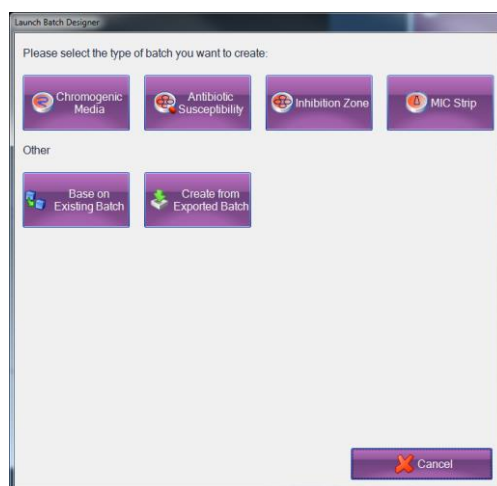 Launch Batch Designer
Please select the type of batch you want to create:
Chromogenic
Media
Antibiotic
Susceptibility
Inhibition Zone
MIC Strip
Other
Base on
Existing Batch
Create from
Exported Batch
Cancel